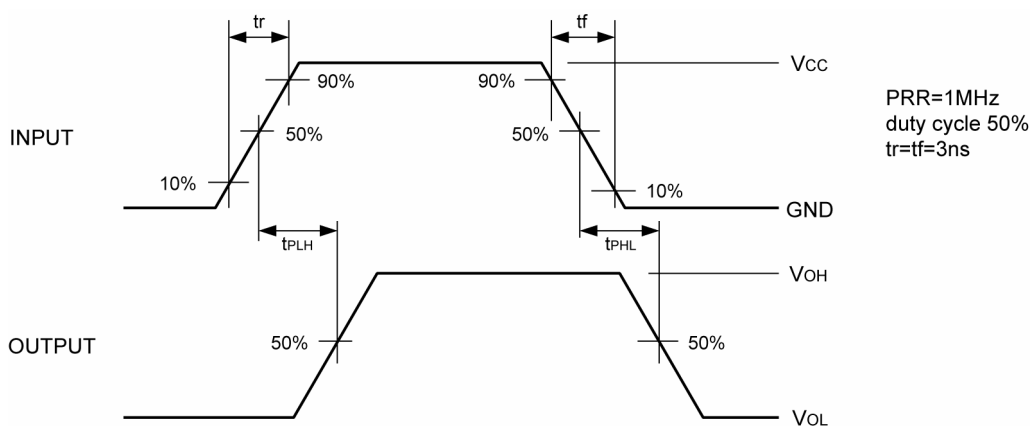 tr
tf
90%
90%
VCC
PRR=1MHz
duty cycle 50%
tr=tf=3ns
INPUT
50%
50%
10%
10%
GND
tPLH
tPHL
VOH
OUTPUT
50%
50%
VOL